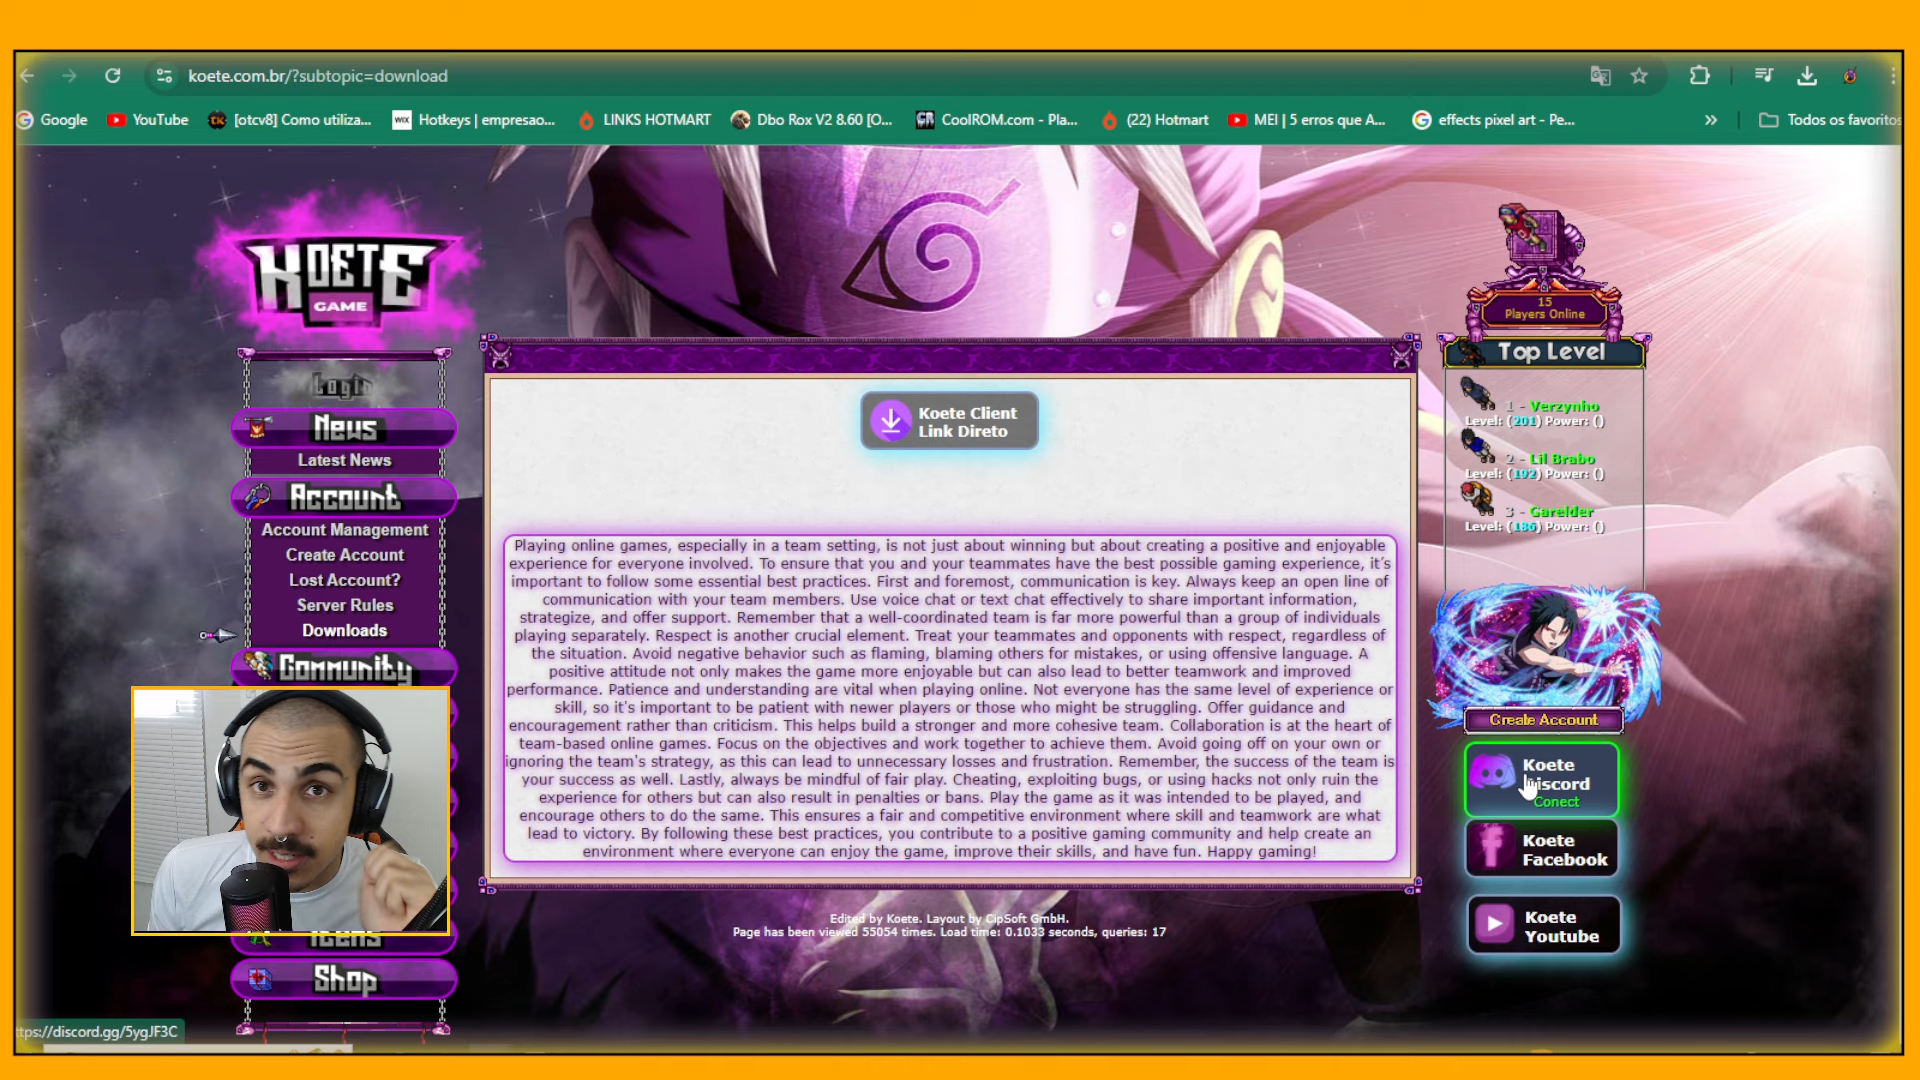 koete.com.br/?subtopic=download
Google
YouTube
[otcv8] Como utiliza...
WIX
Hotkeys | empresao...
LINKS HOTMART
Dbo Rox V2 8.60 [O...
CoolROM.com - Pla...
(22) Hotmart
MEI | 5 erros que A...
effects pixel art - Pe...
Todos os favoritos
KOETE
GAME
Login
News
Latest News
Account
Account Management
Create Account
Lost Account?
Server Rules
Downloads
Community
Shop
Koete Client
Link Direto
Playing online games, especially in a team setting, is not just about winning but about creating a positive and enjoyable
experience for everyone involved. To ensure that you and your teammates have the best possible gaming experience, it's
important to follow some essential best practices. First and foremost, communication is key. Always keep an open line of
communication with your team members. Use voice chat or text chat effectively to share important information,
strategize, and offer support. Remember that a well-coordinated team is far more powerful than a group of individuals
playing separately. Respect is another crucial element. Treat your teammates and opponents with respect, regardless of
the situation. Avoid negative behavior such as flaming, blaming others for mistakes, or using offensive language. A
positive attitude not only makes the game more enjoyable but can also lead to better teamwork and improved
performance. Patience and understanding are vital when playing online. Not everyone has the same level of experience or
skill, so it's important to be patient with newer players or those who might be struggling. Offer guidance and
encouragement rather than criticism. This helps build a stronger and more cohesive team. Collaboration is at the heart of
team-based online games. Focus on the objectives and work together to achieve them. Avoid going off on your own or
ignoring the team's strategy, as this can lead to unnecessary losses and frustration. Remember, the success of the team is
your success as well. Lastly, always be mindful of fair play. Cheating, exploiting bugs, or using hacks not only ruin the
experience for others but can also result in penalties or bans. Play the game as it was intended to be played, and
encourage others to do the same. This ensures a fair and competitive environment where skill and teamwork are what
lead to victory. By following these best practices, you contribute to a positive gaming community and help create an
environment where everyone can enjoy the game, improve their skills, and have fun. Happy gaming!
Edited by Koete. Layout by CipSoft GmbH.
Page has been viewed 55054 times. Load time: 0.1033 seconds, queries: 17
15
Players Online
Top Level
1 - Verzynho
Level: (201) Power: ()
2 - Lil Brabo
Level: (192) Power: ()
3 - Garelder
Level: (186) Power: ()
Create Account
Koete
Discord
Conect
Koete
Facebook
Koete
Youtube
ttps://discord.gg/5ygJF3C